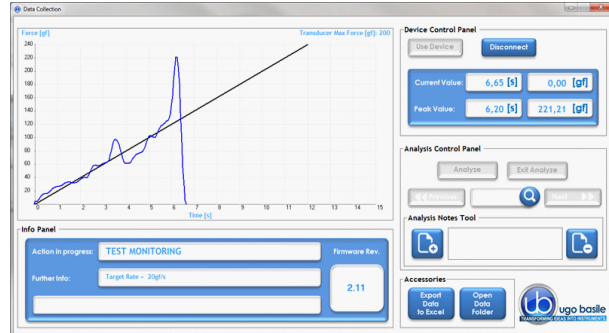 Data Collection
Force [gf]
Transducer Max Force [gf]: 200
240
220
200
180
160
140
120
100
80
60
40
20
0 1 2 3 4 5 6 7 8 9 10 11 12 13 14 15
Time [s]
Info Panel
Action in progress:
TEST MONITORING
Firmware Rev.
Further Info:
Target Rate = 20gf/s
2.11
Device Control Panel
Use Device
Disconnect
Current Value:
6,65 [s]
0,00 [gf]
Peak Value:
6,20 [s]
221,21 [gf]
Analysis Control Panel
Analyze
Exit Analyze
Previous
Next
Analysis Notes Tool
Accessories
Export
Data
to Excel
Open
Data
Folder
ub
ugo basile
TRANSFORMING IDEAS INTO INSTRUMENTS